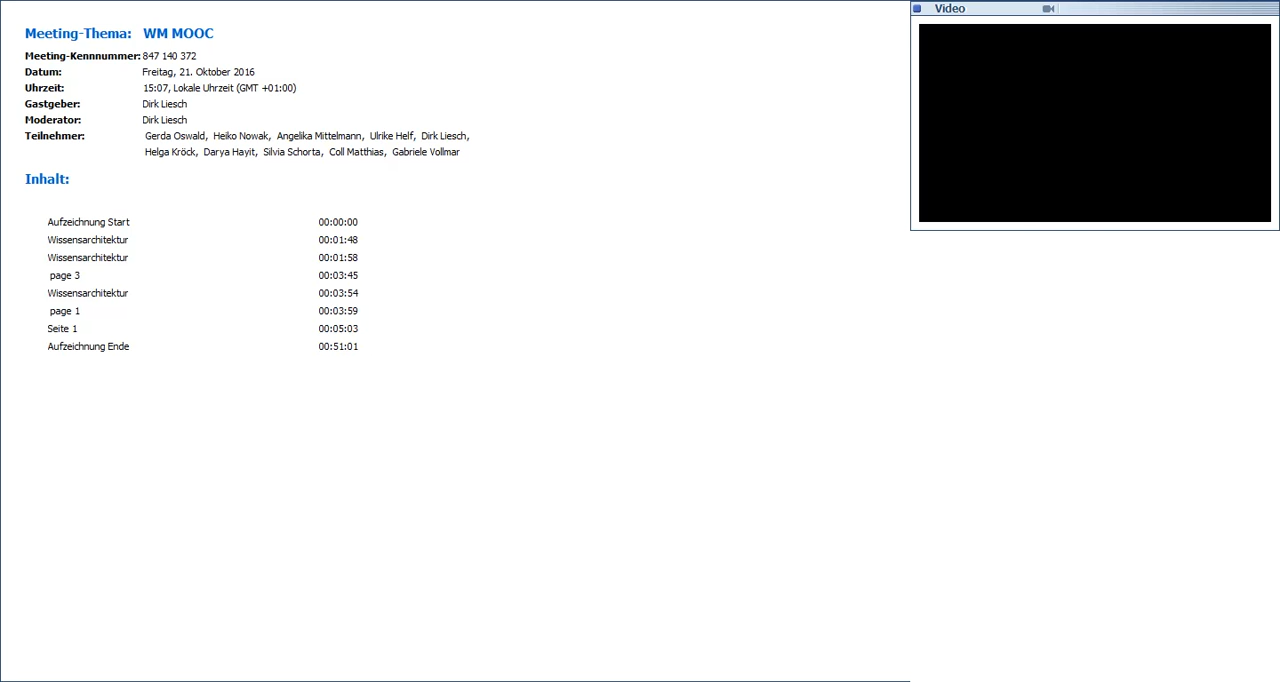 Video
Meeting-Thema: WM MOOC
Meeting-Kennnummer: 847 140 372
Datum: Freitag, 21. Oktober 2016
Uhrzeit: 15:07, Lokale Uhrzeit (GMT +01:00)
Gastgeber: Dirk Liesch
Moderator: Dirk Liesch
Teilnehmer: Gerda Oswald, Heiko Nowak, Angelika Mittelmann, Ulrike Helf, Dirk Liesch,
Helga Kröck, Darya Hayit, Silvia Schorta, Coll Matthias, Gabriele Vollmar
Inhalt:
Aufzeichnung Start 00:00:00
Wissensarchitektur 00:01:48
Wissensarchitektur 00:01:58
page 3 00:03:45
Wissensarchitektur 00:03:54
page 1 00:03:59
Seite 1 00:05:03
Aufzeichnung Ende 00:51:01